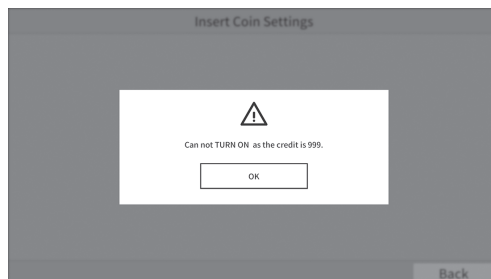 Insert Coin Settings
Can not TURN ON  as the credit is 999.
OK
Back